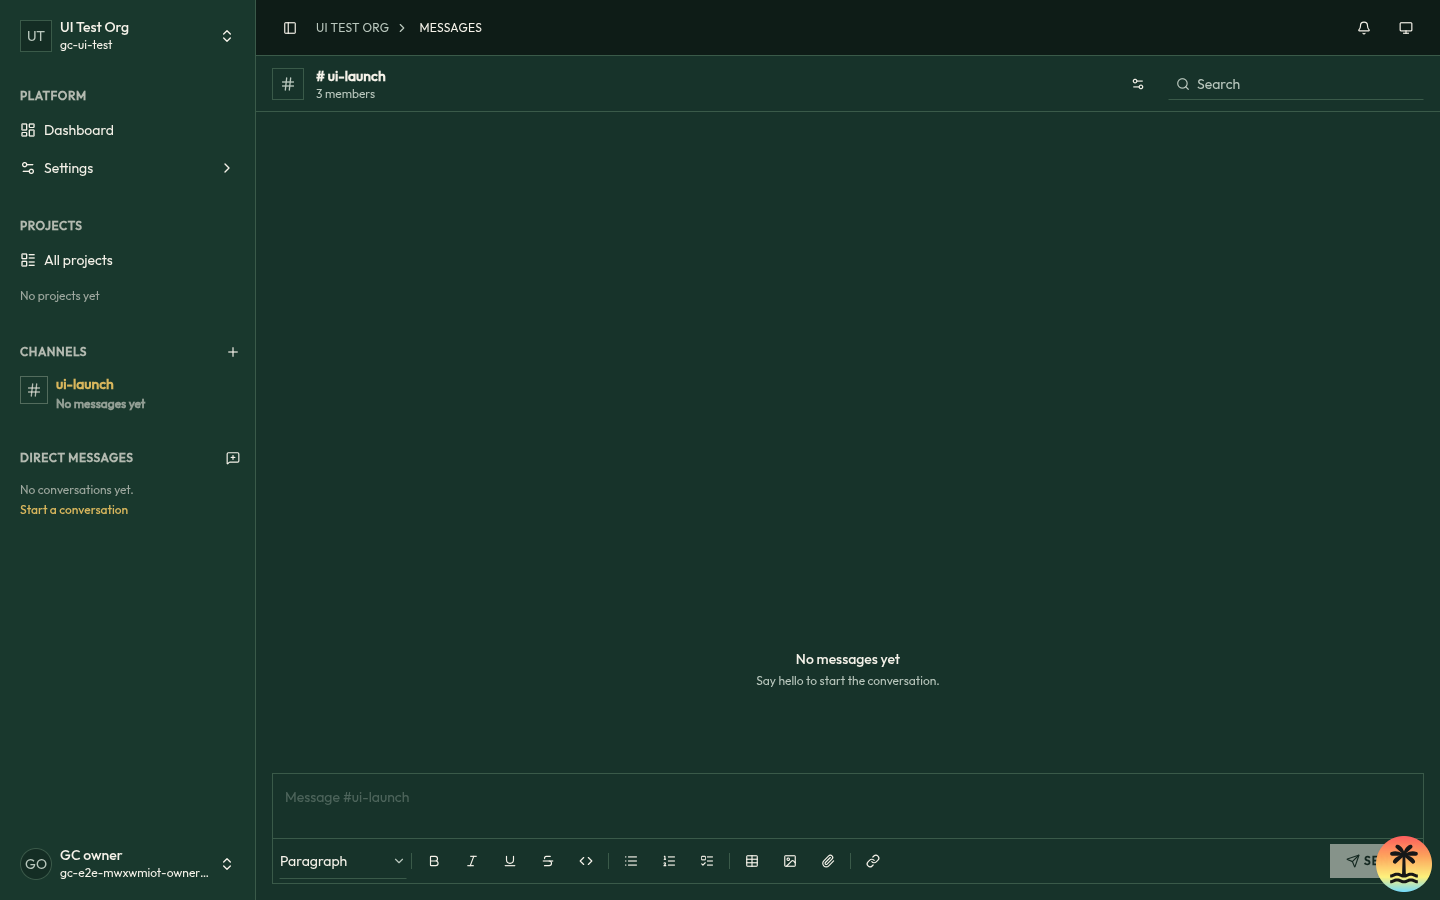 UT
UI Test Org
gc-ui-test
PLATFORM
Dashboard
Settings
PROJECTS
All projects
No projects yet
CHANNELS
ui-launch
No messages yet
DIRECT MESSAGES
No conversations yet.
Start a conversation
GO
GC owner
gc-e2e-mwxwmiot-owner...
UI TEST ORG > MESSAGES
# ui-launch
3 members
Search
No messages yet
Say hello to start the conversation.
Message #ui-launch
Paragraph